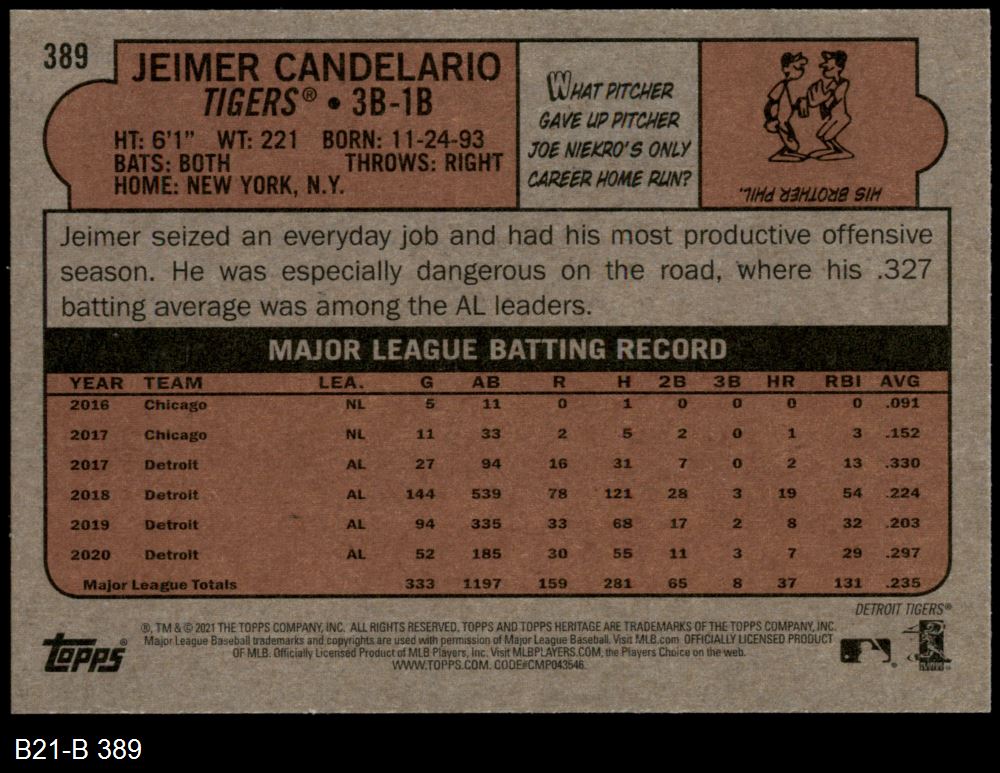 389
JEIMER CANDELARIO
TIGERS® • 3B-1B
HT: 6'1" WT: 221 BORN: 11-24-93
BATS: BOTH THROWS: RIGHT
HOME: NEW YORK, N.Y.
WHAT PITCHER
GAVE UP PITCHER
JOE NIEKRO'S ONLY
CAREER HOME RUN?
HIS BROTHER PHIL.
Jeimer seized an everyday job and had his most productive offensive
season. He was especially dangerous on the road, where his .327
batting average was among the AL leaders.
MAJOR LEAGUE BATTING RECORD
YEAR TEAM LEA. G AB R H 2B 3B HR RBI AVG
2016 Chicago NL 5 11 0 1 0 0 0 0 .091
2017 Chicago NL 11 33 2 5 2 0 1 3 .152
2017 Detroit AL 27 94 16 31 7 0 2 13 .330
2018 Detroit AL 144 539 78 121 28 3 19 54 .224
2019 Detroit AL 94 335 33 68 17 2 8 32 .203
2020 Detroit AL 52 185 30 55 11 3 7 29 .297
Major League Totals 333 1197 159 281 65 8 37 131 .235
DETROIT TIGERS®
®, TM & © 2021 THE TOPPS COMPANY, INC. ALL RIGHTS RESERVED. TOPPS AND TOPPS HERITAGE ARE TRADEMARKS OF THE TOPPS COMPANY, INC.
Major League Baseball trademarks and copyrights are used with permission of Major League Baseball. Visit MLB.com OFFICIALLY LICENSED PRODUCT
OF MLB. Officially Licensed Product of MLB Players, Inc. Visit MLBPLAYERS.COM, the Players Choice on the web.
WWW.TOPPS.COM. CODE#CMP043546.
TOPPS®
B21-B 389